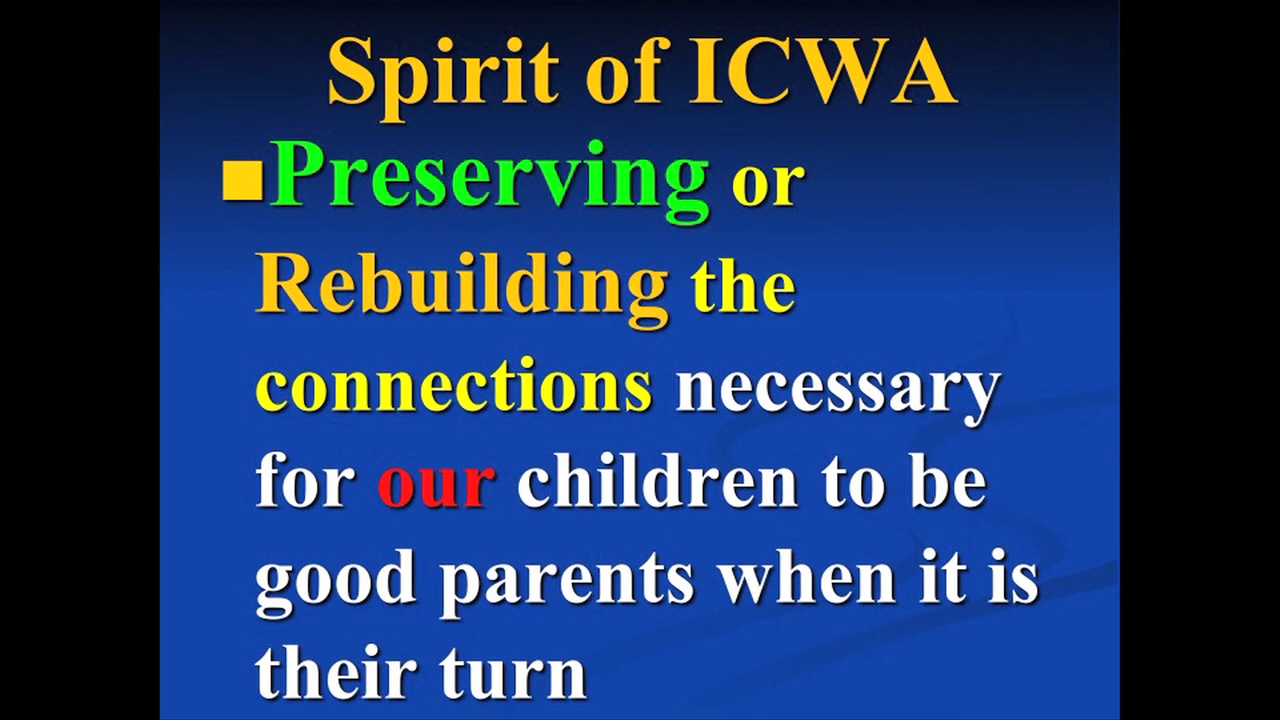 Spirit of ICWA
Preserving or
Rebuilding the
connections necessary
for our children to be
good parents when it is
their turn